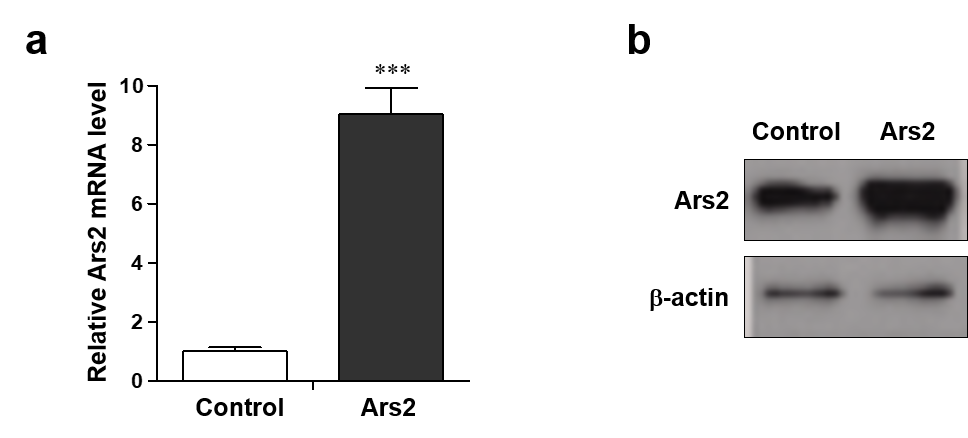 a
Relative Ars2 mRNA level
10
8
6
4
2
0
***
Control Ars2
b
Control Ars2
Ars2
β-actin